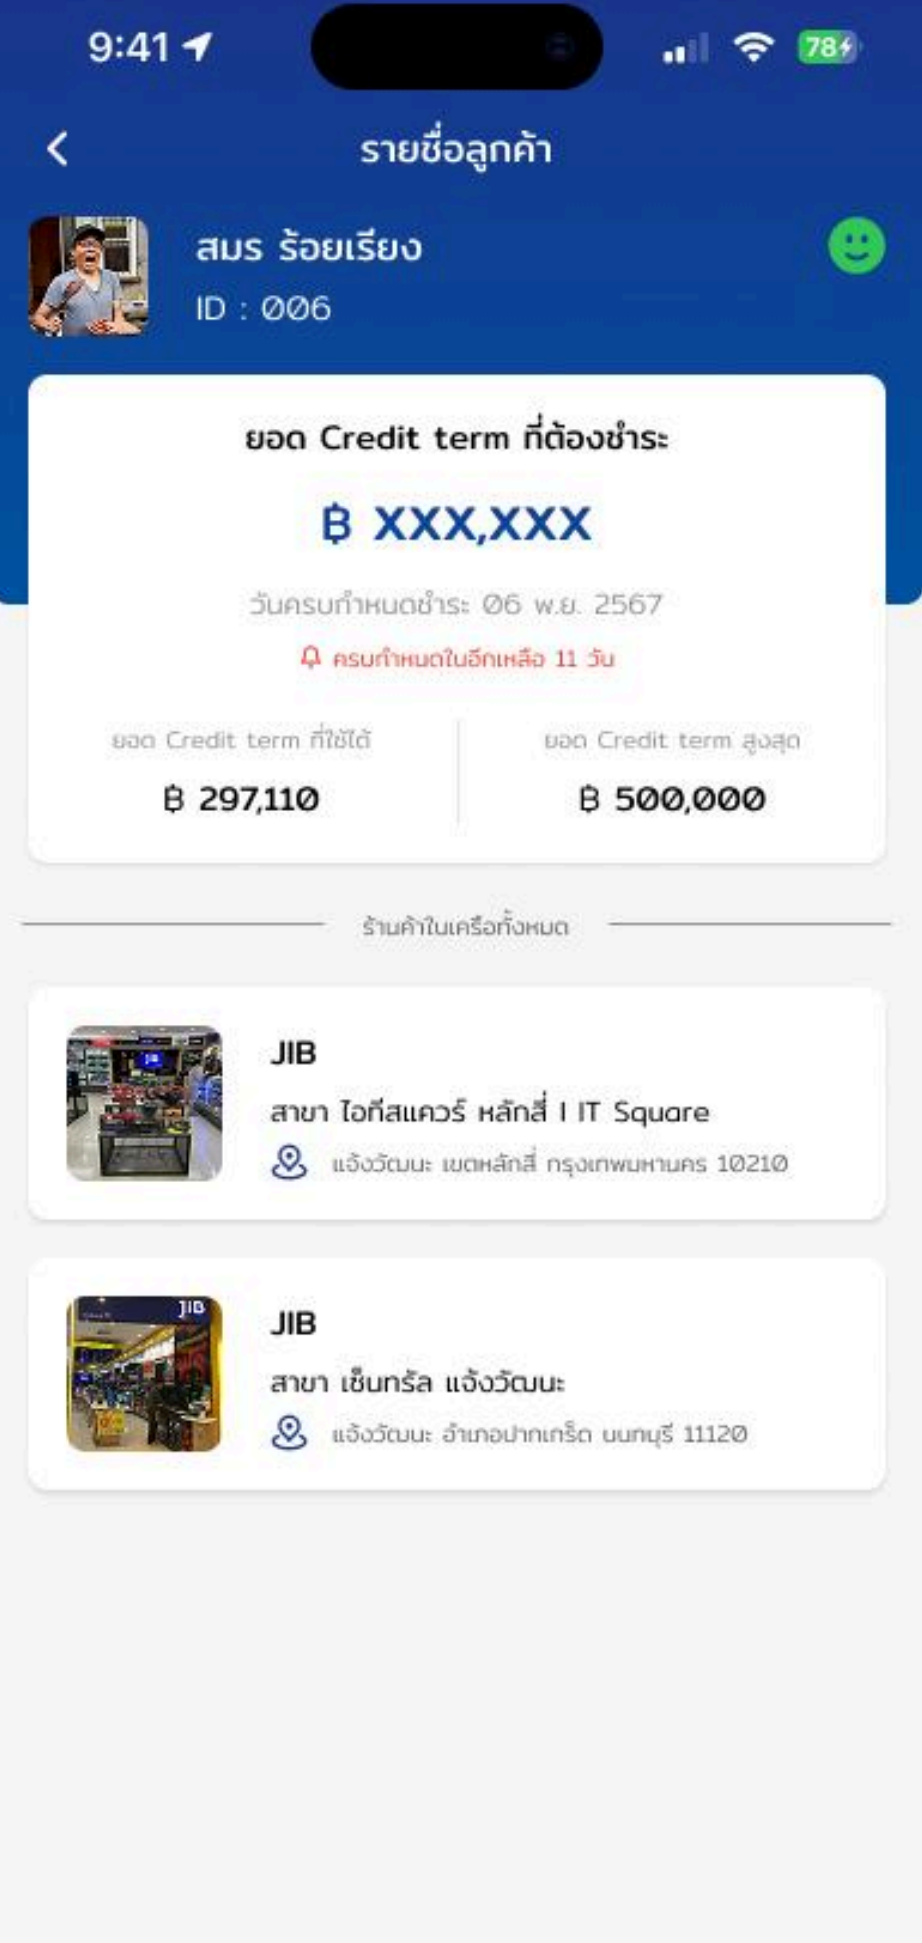 9:41
78
รายชื่อลูกค้า
สมร ร้อยเรียง
ID : 006
ยอด Credit term ที่ต้องชำระ
฿ XXX,XXX
วันครบกำหนดชำระ 06 พ.ย. 2567
ครบกำหนดในอีกเหลือ 11 วัน
ยอด Credit term ที่ใช้ได้
฿ 297,110
ยอด Credit term สูงสุด
฿ 500,000
ร้านค้าในเครือทั้งหมด
JIB
สาขา ไอทีสแควร์ หลักสี่ I IT Square
แจ้งวัฒนะ เขตหลักสี่ กรุงเทพมหานคร 10210
JIB
JIB
สาขา เซ็นทรัล แจ้งวัฒนะ
แจ้งวัฒนะ อำเภอปากเกร็ด นนทบุรี 11120